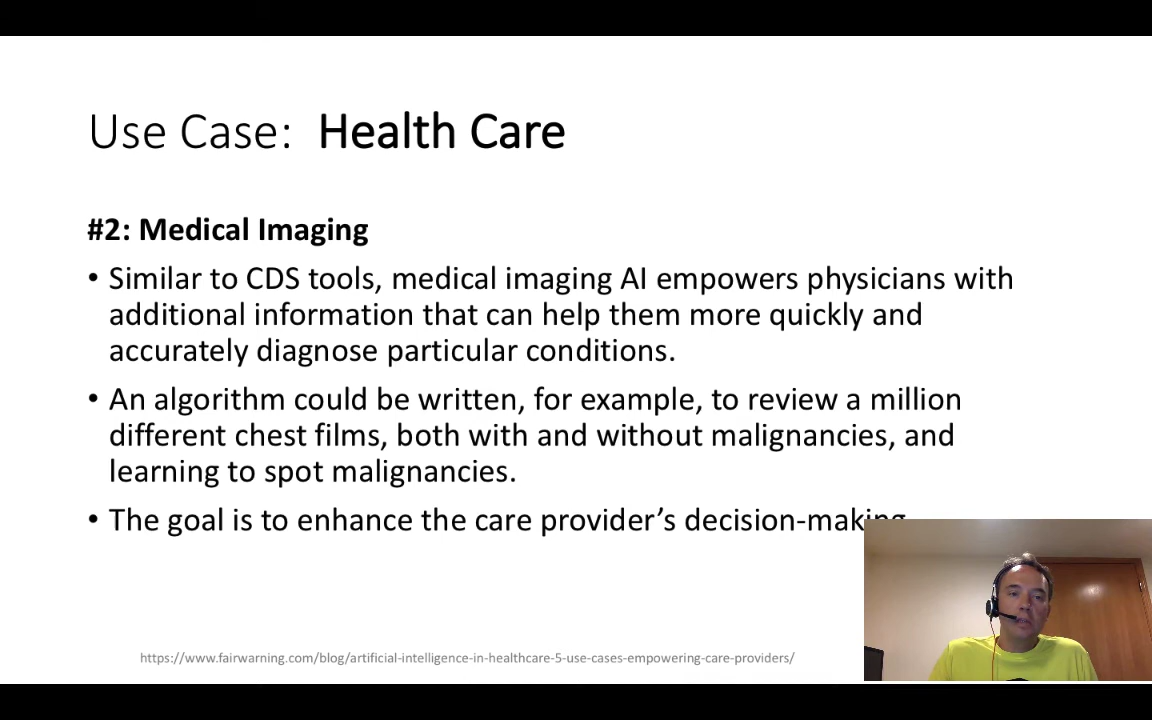 Use Case: Health Care
#2: Medical Imaging
• Similar to CDS tools, medical imaging AI empowers physicians with
additional information that can help them more quickly and
accurately diagnose particular conditions.
• An algorithm could be written, for example, to review a million
different chest films, both with and without malignancies, and
learning to spot malignancies.
• The goal is to enhance the care provider’s decision-making
https://www.fairwarning.com/blog/artificial-intelligence-in-healthcare-5-use-cases-empowering-care-providers/